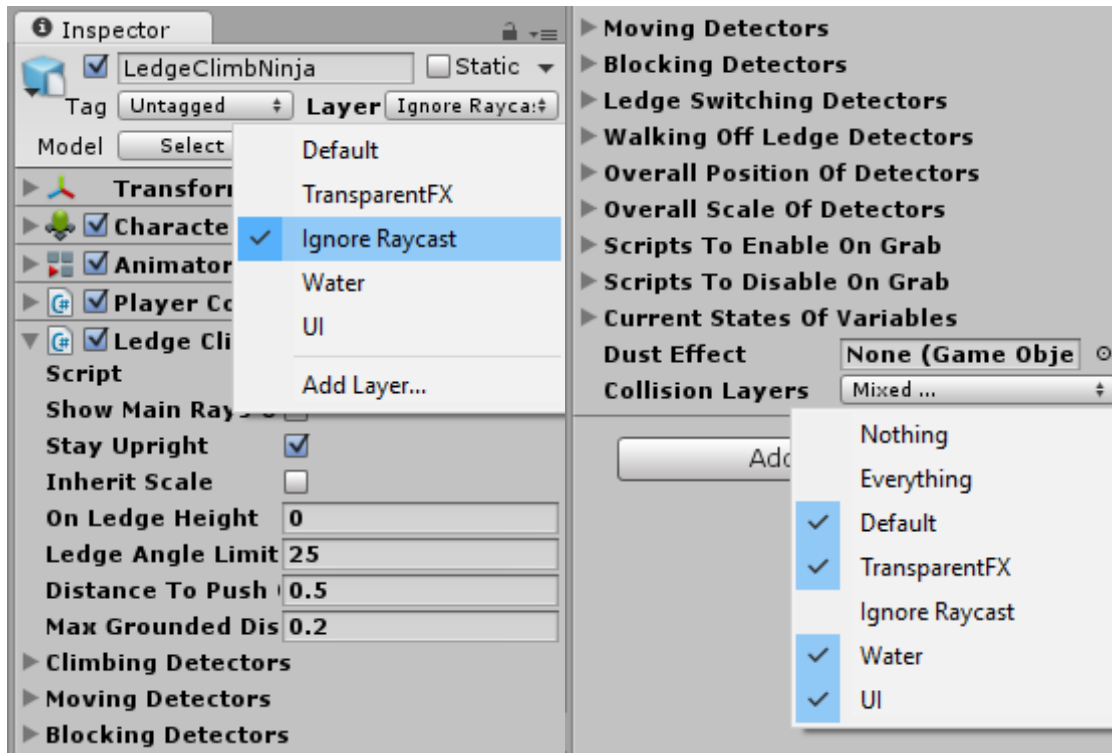 Inspector
LedgeClimbNinja Static
Tag Untagged Layer Ignore Rayca
Model Select
Default
TransparentFX
Ignore Raycast
Water
UI
Add Layer...
Transfor
Characte
Animator
Player Co
Ledge Cli
Script
Show Main Rays
Stay Upright
Inherit Scale
On Ledge Height 0
Ledge Angle Limit 25
Distance To Push 0.5
Max Grounded Dis 0.2
Climbing Detectors
Moving Detectors
Blocking Detectors
Moving Detectors
Blocking Detectors
Ledge Switching Detectors
Walking Off Ledge Detectors
Overall Position Of Detectors
Overall Scale Of Detectors
Scripts To Enable On Grab
Scripts To Disable On Grab
Current States Of Variables
Dust Effect None (Game Obje
Collision Layers Mixed ...
Add
Nothing
Everything
Default
TransparentFX
Ignore Raycast
Water
UI